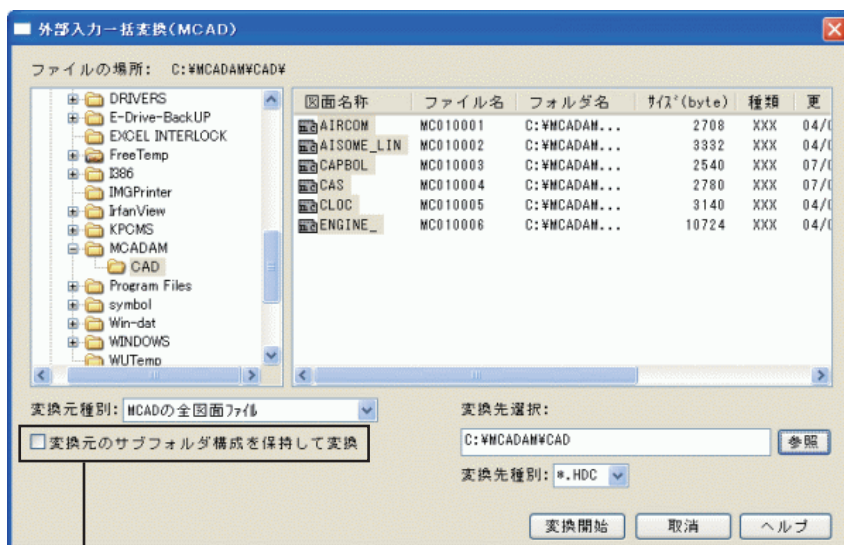 外部入力一括変換(MCAD)
ファイルの場所: C:¥MCADAM¥CAD¥
DRIVERS
E-Drive-BackUP
EXCEL INTERLOCK
FreeTemp
I386
IMGPrinter
IrfanView
KPCMS
MCADAM
CAD
Program Files
symbol
Win-dat
WINDOWS
WUTemp
図面名称 ファイル名 フォルダ名 ｻｲｽﾞ(byte) 種類 更
AIRCOM MC010001 C:¥MCADAM... 2708 XXX 04/0
AISOME_LIN MC010002 C:¥MCADAM... 3332 XXX 04/0
CAPBOL MC010003 C:¥MCADAM... 2540 XXX 07/0
CAS MC010004 C:¥MCADAM... 2780 XXX 07/0
CLOC MC010005 C:¥MCADAM... 3140 XXX 04/0
ENGINE_ MC010006 C:¥MCADAM... 10724 XXX 04/0
変換元種別: MCADの全図面ﾌｧｲﾙ
変換元のサブフォルダ構成を保持して変換
変換先選択:
C:¥MCADAM¥CAD 参照
変換先種別: *.HDC
変換開始 取消 ヘルプ